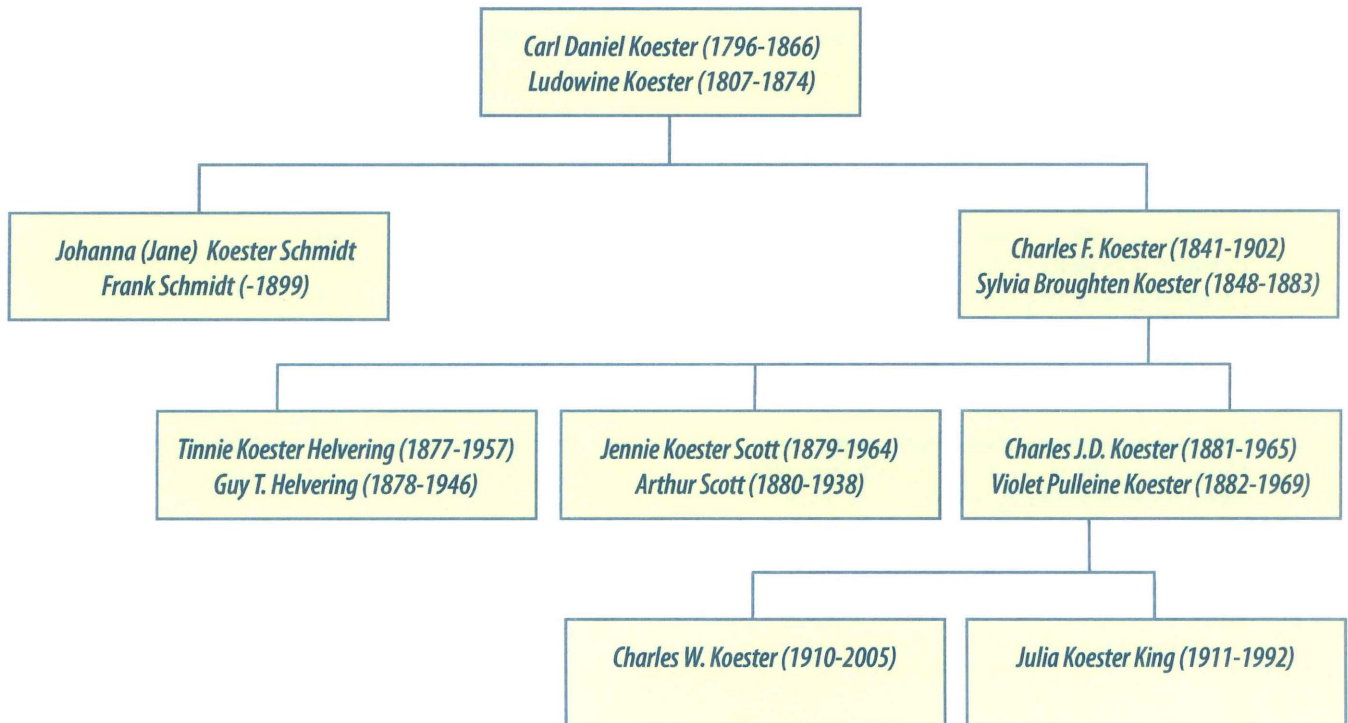 Carl Daniel Koester (1796-1866)
Ludowine Koester (1807-1874)
Johanna (Jane) Koester Schmidt
Frank Schmidt (-1899)
Charles F. Koester (1841-1902)
Sylvia Broughten Koester (1848-1883)
Tinnie Koester Helvering (1877-1957)
Guy T. Helvering (1878-1946)
Jennie Koester Scott (1879-1964)
Arthur Scott (1880-1938)
Charles J.D. Koester (1881-1965)
Violet Pulleine Koester (1882-1969)
Charles W. Koester (1910-2005)
Julia Koester King (1911-1992)